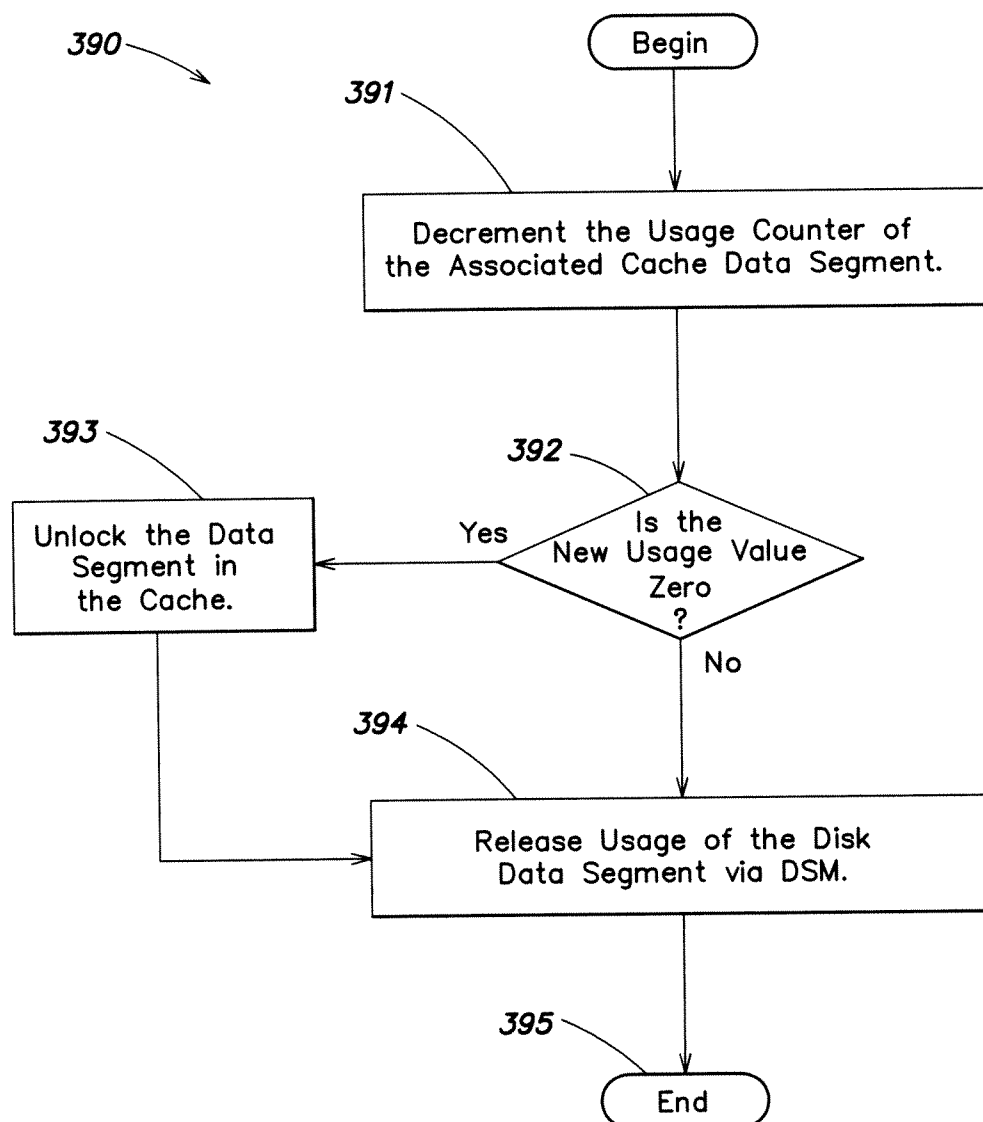 390
Begin
391
Decrement the Usage Counter of
the Associated Cache Data Segment.
393
392
Unlock the Data
Segment in
the Cache.
Yes
Is the
New Usage Value
Zero
?
No
394
Release Usage of the Disk
Data Segment via DSM.
395
End